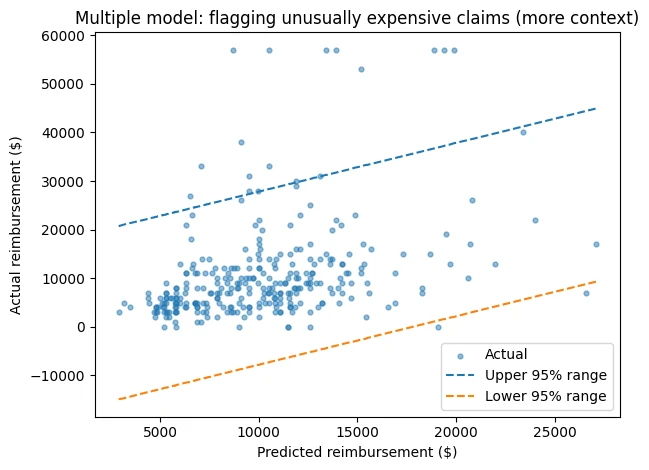 Multiple model: flagging unusually expensive claims (more context)
Actual reimbursement ($)
60000
50000
40000
30000
20000
10000
0
−10000
5000
10000
15000
20000
25000
Predicted reimbursement ($)
Actual
Upper 95% range
Lower 95% range